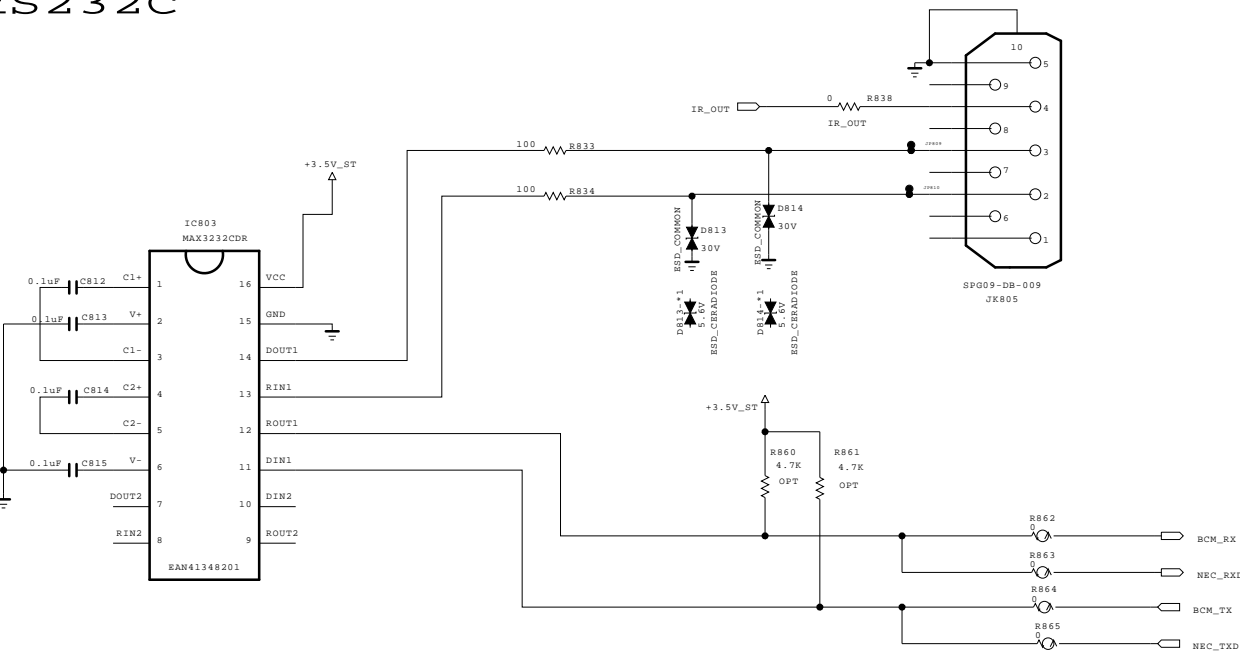 RS232C
10
5
9
IR_OUT
0
R838
4
IR_OUT
8
100
R833
JP809
3
+3.5V_ST
7
100
R834
JP810
2
IC803
MAX3232CDR
ESD_COMMON
D813
30V
ESD_COMMON
D814
30V
6
1
SPG09-DB-009
JK805
0.1uF
C812
C1+
1
16
VCC
0.1uF
C813
V+
2
15
GND
D813-*1
5.6V
ESD_CERADIODE
D814-*1
5.6V
ESD_CERADIODE
C1-
3
14
DOUT1
0.1uF
C814
C2+
4
13
RIN1
+3.5V_ST
C2-
5
12
ROUT1
0.1uF
C815
V-
6
11
DIN1
R860
4.7K
OPT
R861
4.7K
OPT
DOUT2
7
10
DIN2
RIN2
8
9
ROUT2
EAN41348201
R862
0
BCM_RX
R863
0
NEC_RXD
R864
0
BCM_TX
R865
0
NEC_TXD